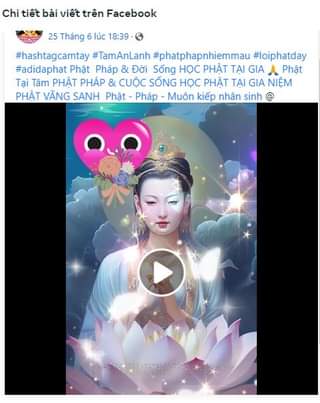 Chi tiết bài viết trên Facebook
25 Tháng 6 lúc 18:39 ·
#hashtagcamtay #TamAnLanh #phatphapnhiemmau #loiphatday
#adidaphat Phật Pháp & Đời Sống HỌC PHẬT TẠI GIA 🙏 Phật
Tại Tâm PHẬT PHÁP & CUỘC SỐNG HỌC PHẬT TẠI GIA NIỆM
PHẬT VÃNG SANH Phật - Pháp - Muôn kiếp nhân sinh @